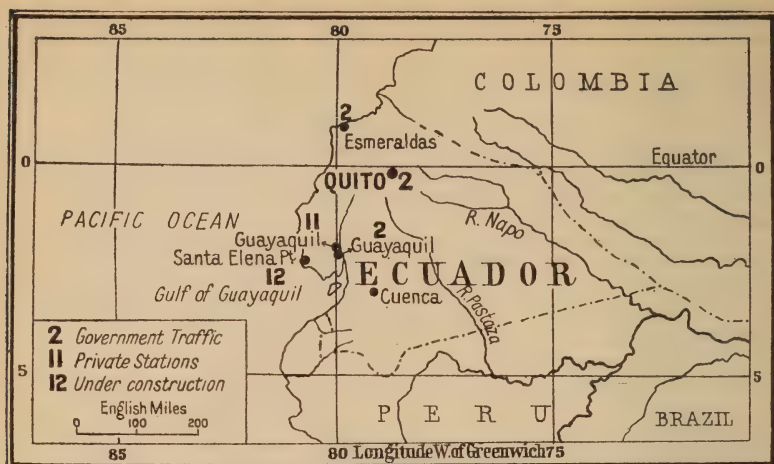 85 80 75
COLOMBIA
2
Esmeraldas
0 Equator 0
QUITO 2
R. Napo
PACIFIC OCEAN
11 2
Guayaquil Guayaquil
Santa Elena Pt.
ECUADOR
12
Gulf of Guayaquil
Cuenca
R. Pastaza
2 Government Traffic
11 Private Stations
12 Under construction
English Miles
0 100 200
5 5
PERU
BRAZIL
85 80 Longitude W. of Greenwich 75